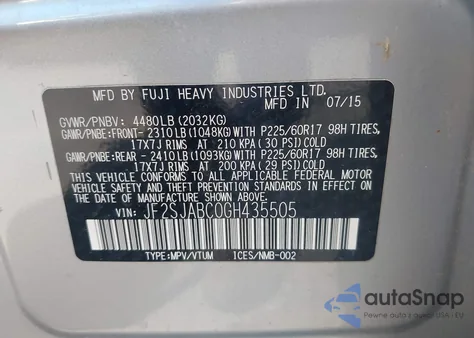 MFD BY FUJI HEAVY INDUSTRIES LTD.
MFD IN 07/15
GVWR/PNBV: 4480LB (2032KG)
GAWR/PNBE:FRONT- 2310LB (1048KG)WITH P225/60R17 98H TIRES,
17X7J RIMS AT 210 KPA (30 PSI)COLD
GAWR/PNBE:REAR - 2410LB (1093KG)WITH P225/60R17 98H TIRES,
17X7J RIMS AT 200 KPA (29 PSI)COLD
THIS VEHICLE CONFORMS TO ALL APPLICABLE FEDERAL MOTOR
VEHICLE SAFETY AND THEFT PREVENTION STANDARDS IN EFFECT ON
THE DATE OF MANUFACTURE SHOWN ABOVE.
VIN: JF2SJABC0GH435505
TYPE:MPV/VTUM ICES/NMB-002
autoSnap
Pewne auto z USA i EU